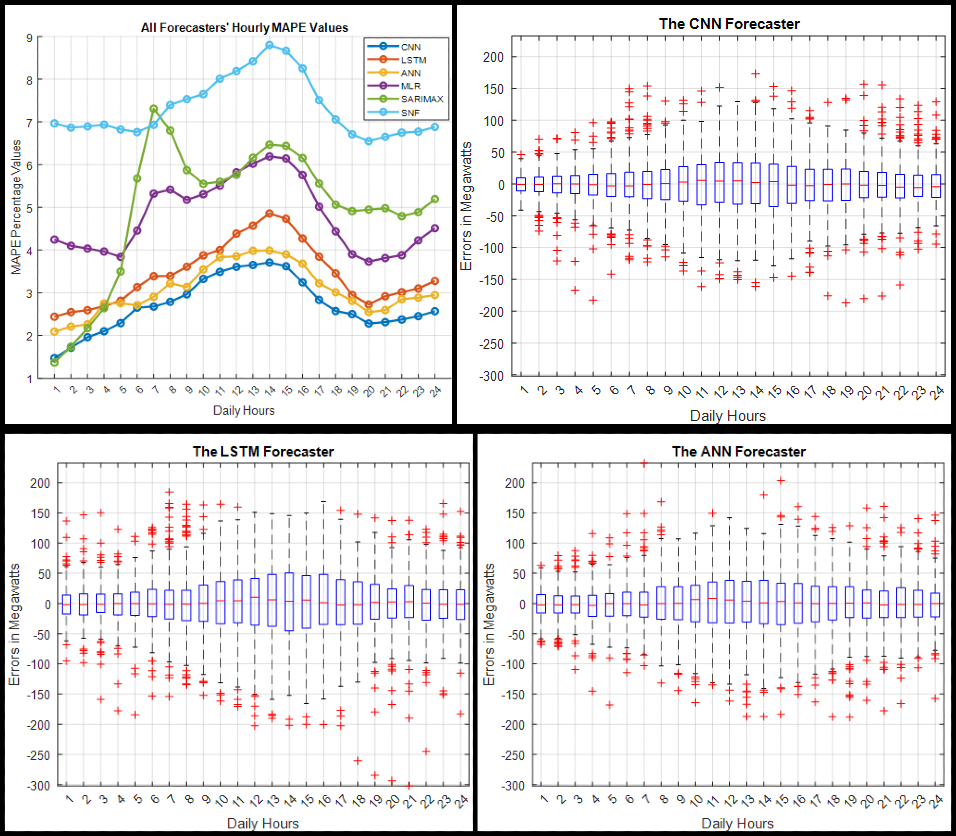 All Forecasters' Hourly MAPE Values
9
8
7
6
5
4
3
2
1
MAPE Percentage Values
CNN
LSTM
ANN
MLR
SARIMAX
SNF
1 2 3 4 5 6 7 8 9 10 11 12 13 14 15 16 17 18 19 20 21 22 23 24
Daily Hours
The CNN Forecaster
200
150
100
50
0
-50
-100
-150
-200
-250
-300
Errors in Megawatts
1 2 3 4 5 6 7 8 9 10 11 12 13 14 15 16 17 18 19 20 21 22 23 24
Daily Hours
The LSTM Forecaster
200
150
100
50
0
-50
-100
-150
-200
-250
-300
Errors in Megawatts
1 2 3 4 5 6 7 8 9 10 11 12 13 14 15 16 17 18 19 20 21 22 23 24
Daily Hours
The ANN Forecaster
200
150
100
50
0
-50
-100
-150
-200
-250
-300
Errors in Megawatts
1 2 3 4 5 6 7 8 9 10 11 12 13 14 15 16 17 18 19 20 21 22 23 24
Daily Hours